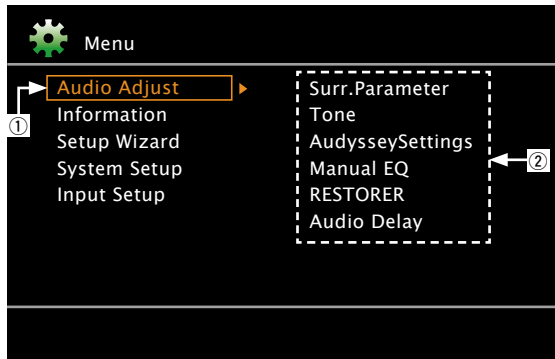 Menu
Audio Adjust
Information
Setup Wizard
System Setup
Input Setup
①
Surr.Parameter
Tone
AudysseySettings
Manual EQ
RESTORER
Audio Delay
②